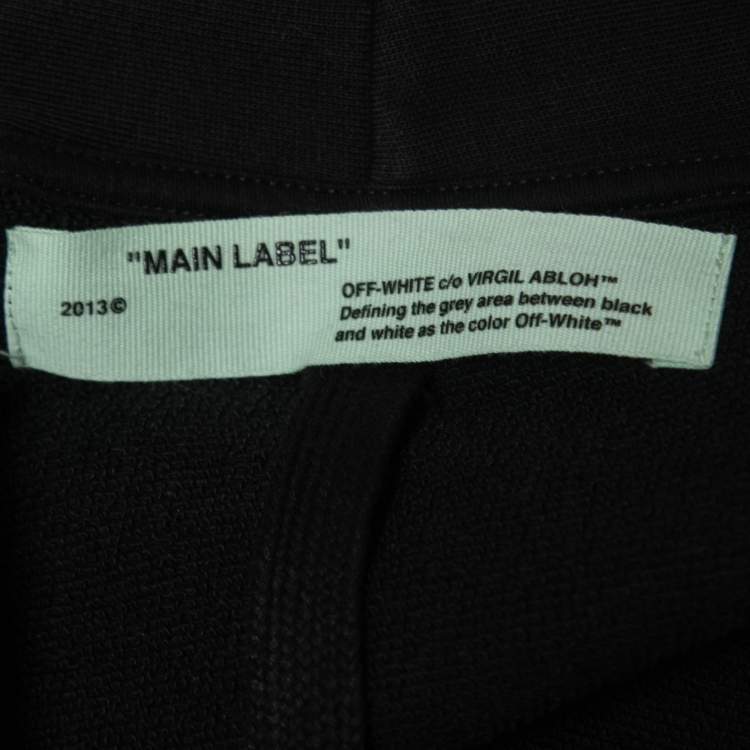 "MAIN LABEL"
2013©
OFF-WHITE c/o VIRGIL ABLOH™
Defining the grey area between black
and white as the color Off-White™